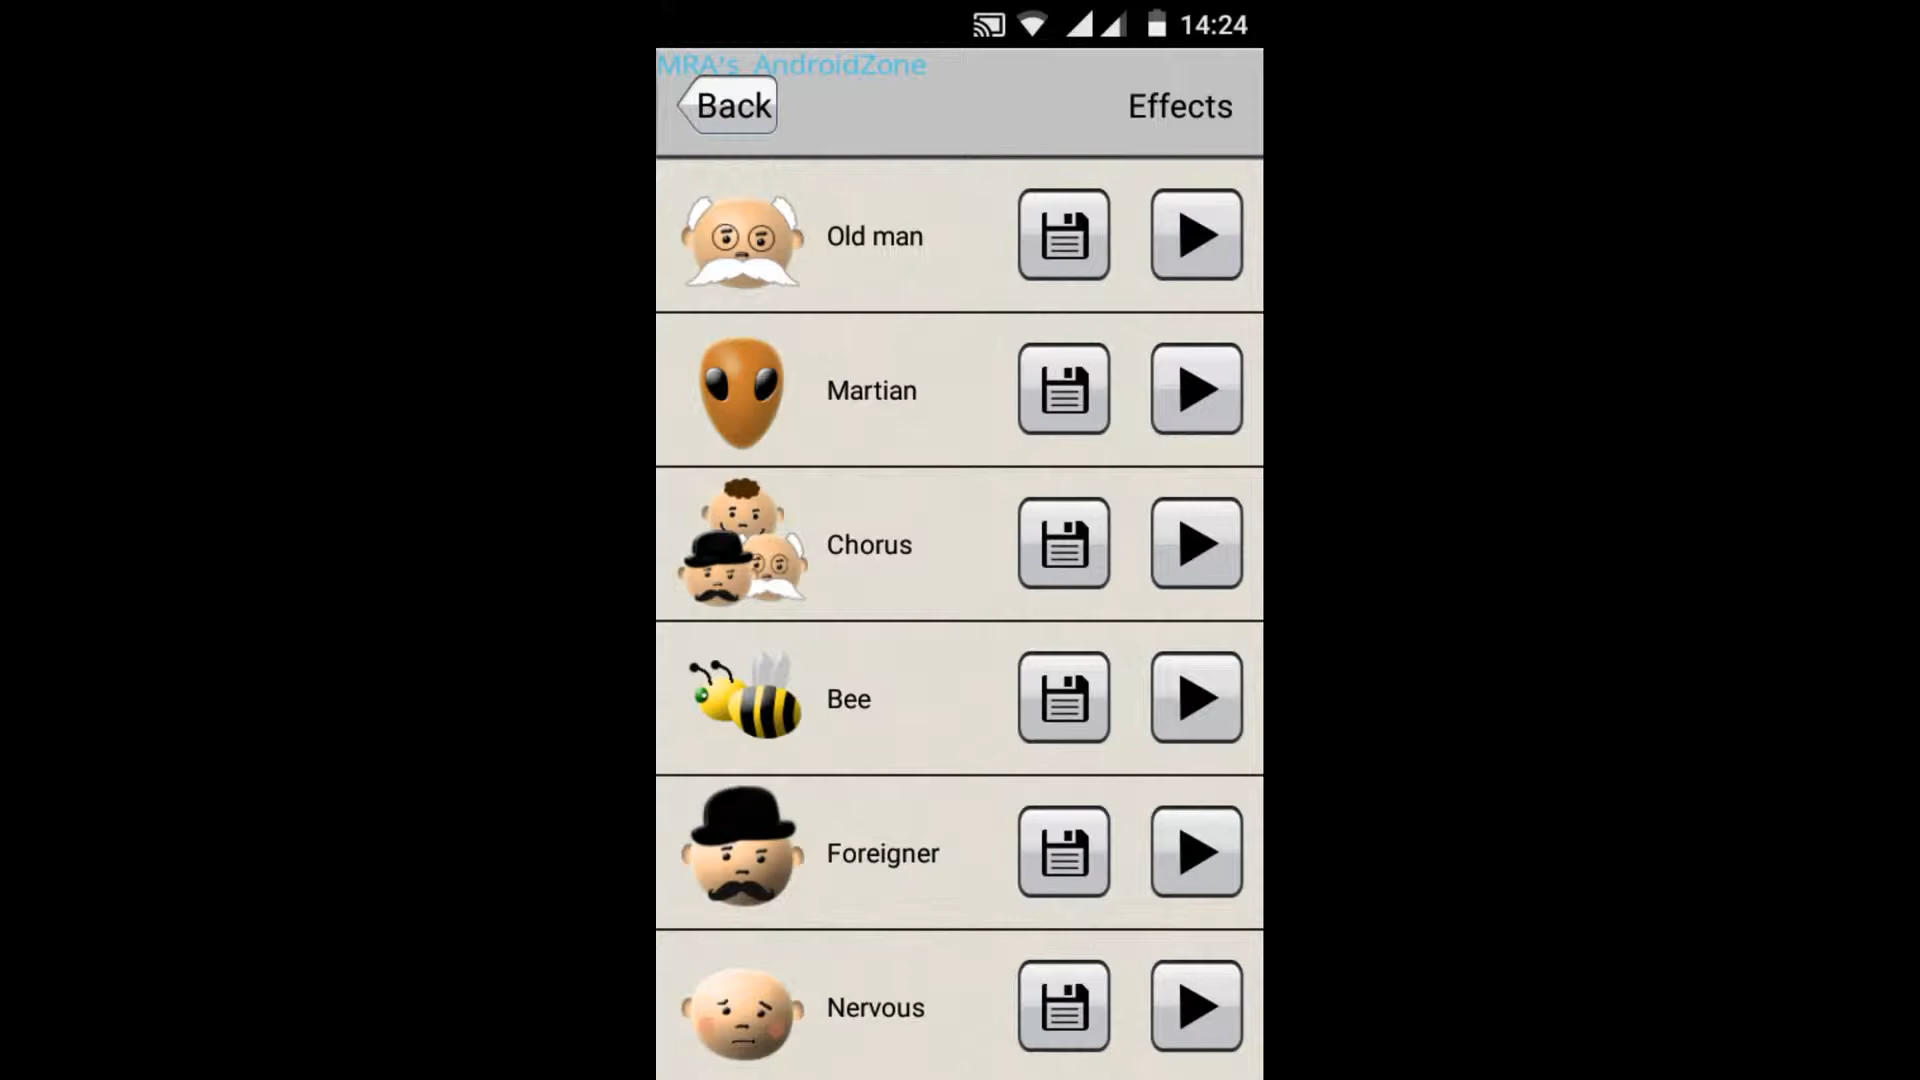 14:24
MRA's AndroidZone
Back
Effects
Old man
Martian
Chorus
Bee
Foreigner
Nervous